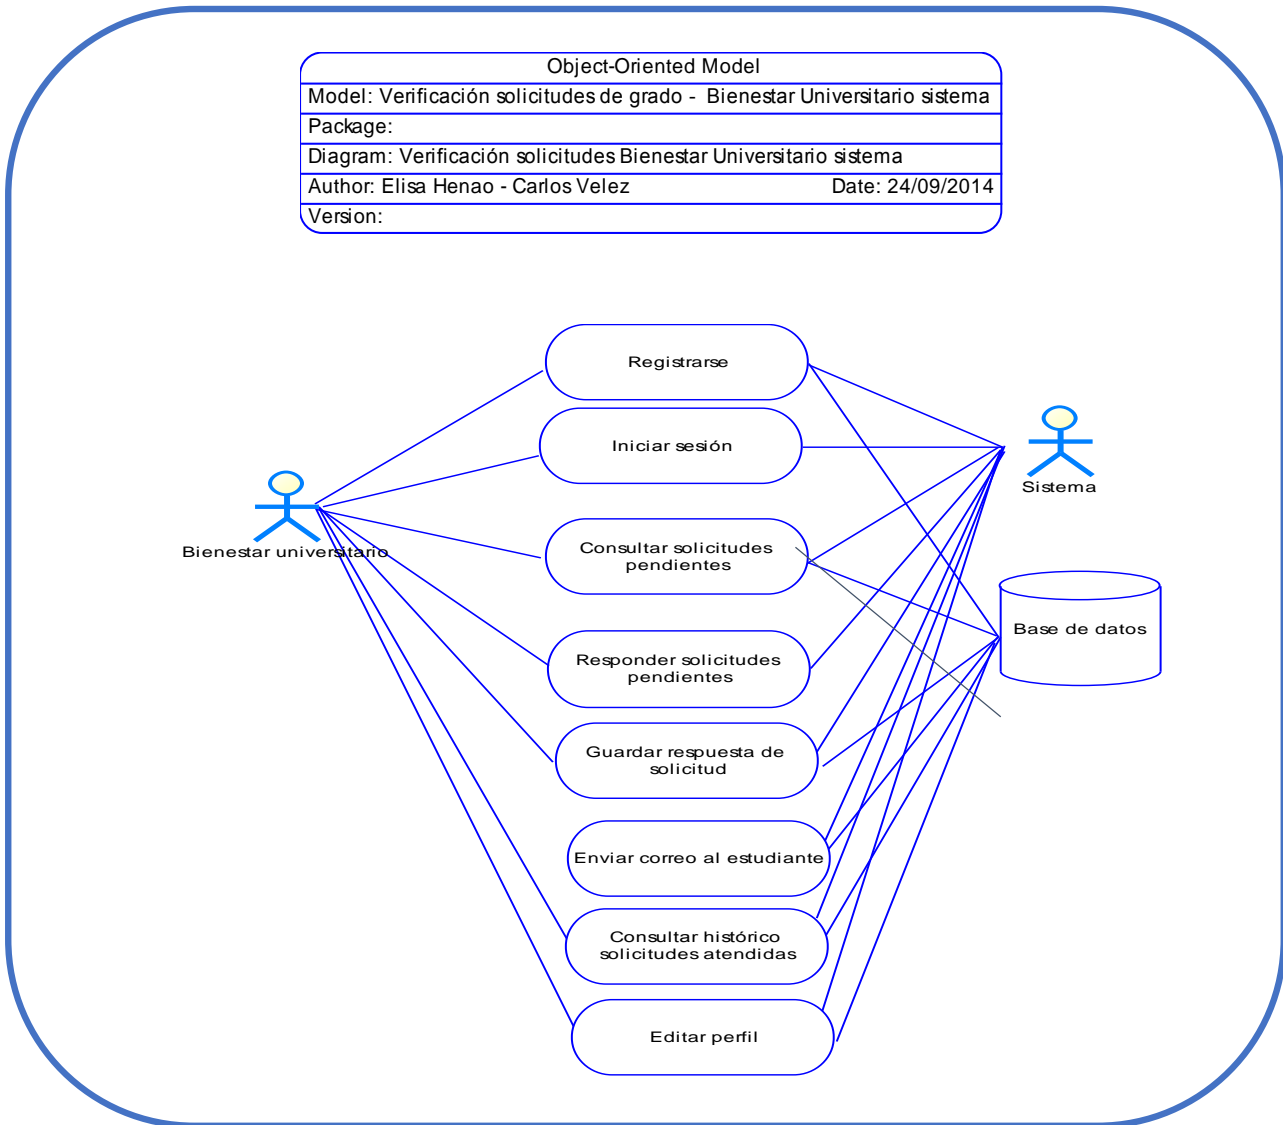 Object-Oriented Model
Model: Verificación solicitudes de grado - Bienestar Universitario sistema
Package:
Diagram: Verificación solicitudes Bienestar Universitario sistema
Author: Elisa Henao - Carlos Velez Date: 24/09/2014
Version:
Registrarse
Iniciar sesión
Sistema
Bienestar universitario
Consultar solicitudes
pendientes
Base de datos
Responder solicitudes
pendientes
Guardar respuesta de
solicitud
Enviar correo al estudiante
Consultar histórico
solicitudes atendidas
Editar perfil